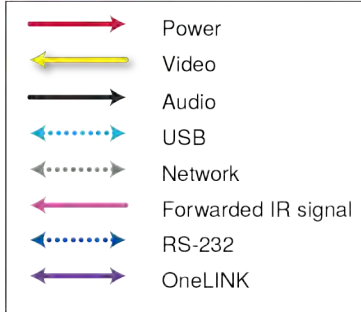 Power
Video
Audio
USB
Network
Forwarded IR signal
RS-232
OneLINK